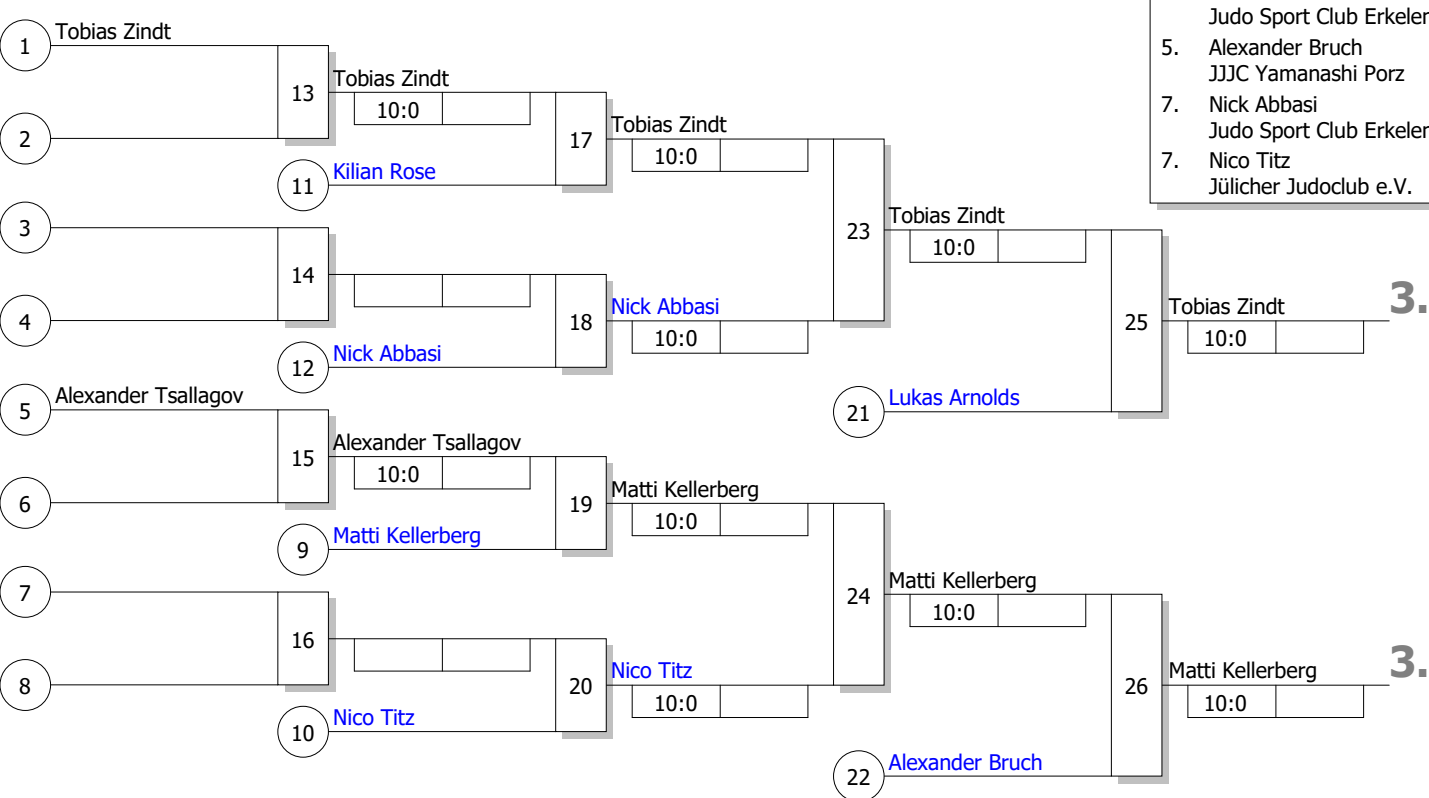 Judo Sport Club Erkelen
5. Alexander Bruch
JJJC Yamanashi Porz
7. Nick Abbasi
Judo Sport Club Erkelen
7. Nico Titz
Jülicher Judoclub e.V.
1 Tobias Zindt
13 Tobias Zindt
10:0
2
17 Tobias Zindt
10:0
11 Kilian Rose
3
23 Tobias Zindt
10:0
14
4
18 Nick Abbasi
10:0
12 Nick Abbasi
25 Tobias Zindt 3.
10:0
5 Alexander Tsallagov
21 Lukas Arnolds
15 Alexander Tsallagov
10:0
6
19 Matti Kellerberg
10:0
9 Matti Kellerberg
7
24 Matti Kellerberg
10:0
16
8
20 Nico Titz
10:0
10 Nico Titz
26 Matti Kellerberg 3.
10:0
22 Alexander Bruch